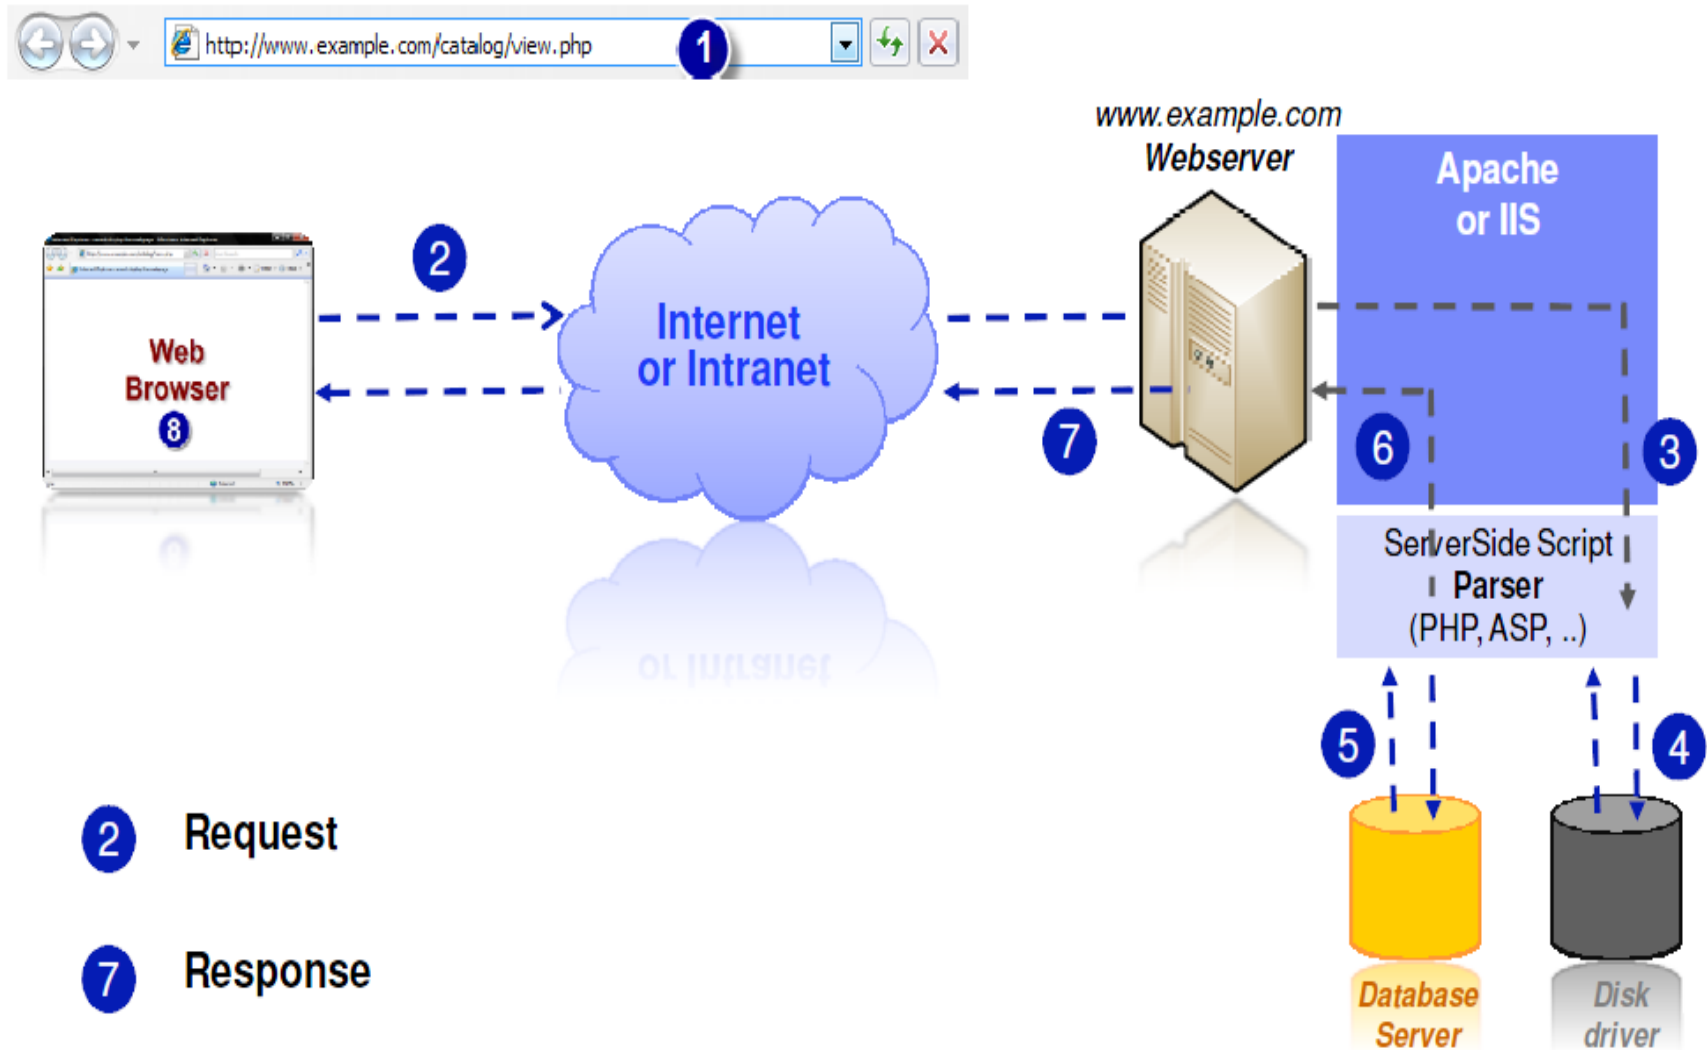 http://www.example.com/catalog/view.php
1
www.example.com
Webserver
Apache
or IIS
2
Internet
or Intranet
Web
Browser
8
7
6
3
ServerSide Script
Parser
(PHP, ASP, ..)
5
4
2 Request
7 Response
Database
Server
Disk
driver